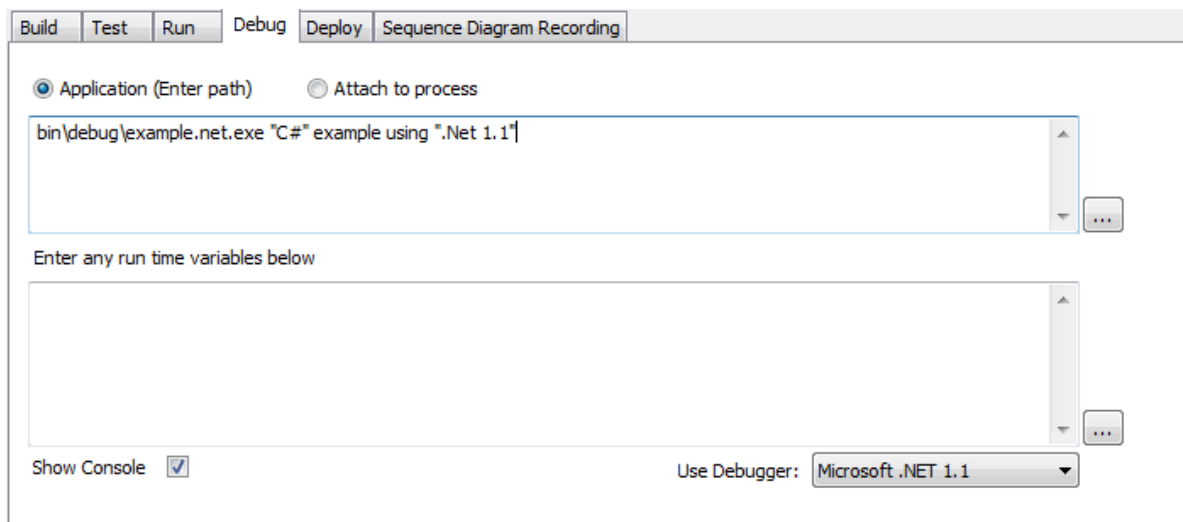 Build Test Run Debug Deploy Sequence Diagram Recording
Application (Enter path) Attach to process
bin\debug\example.net.exe "C#" example using ".Net 1.1"
...
Enter any run time variables below
...
Show Console Use Debugger: Microsoft .NET 1.1